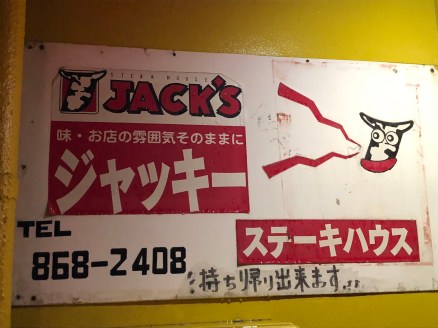 STEAK HOUSE
JACK'S
味・お店の雰囲気そのままに
ジャッキー
ステーキハウス
TEL
868-2408
持ち帰り出来ます